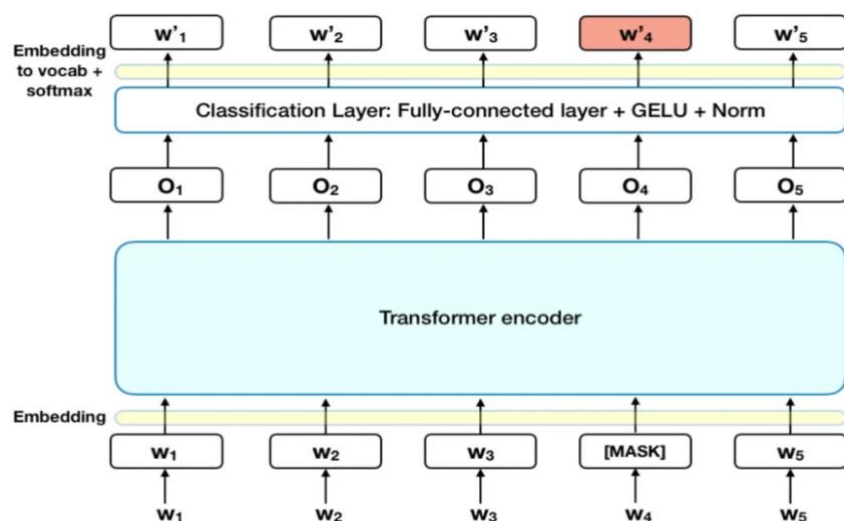 w'1 w'2 w'3 w'4 w'5
Embedding
to vocab +
softmax
Classification Layer: Fully-connected layer + GELU + Norm
O1 O2 O3 O4 O5
Transformer encoder
Embedding
w1 w2 w3 [MASK] w5
w1 w2 w3 w4 w5